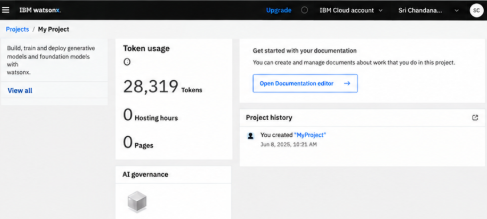 IBM watsonx.
Upgrade
IBM Cloud account
Sri Chandana...
SC
Projects / My Project
Build, train and deploy generative
models and foundation models
with
watsonx.
View all
Token usage
0
28,319 Tokens
0 Hosting hours
0 Pages
AI governance
Get started with your documentation
You can create and manage documents about work that you do in this project.
Open Documentation editor →
Project history
You created "MyProject"
Jun 8, 2025, 10:21 AM